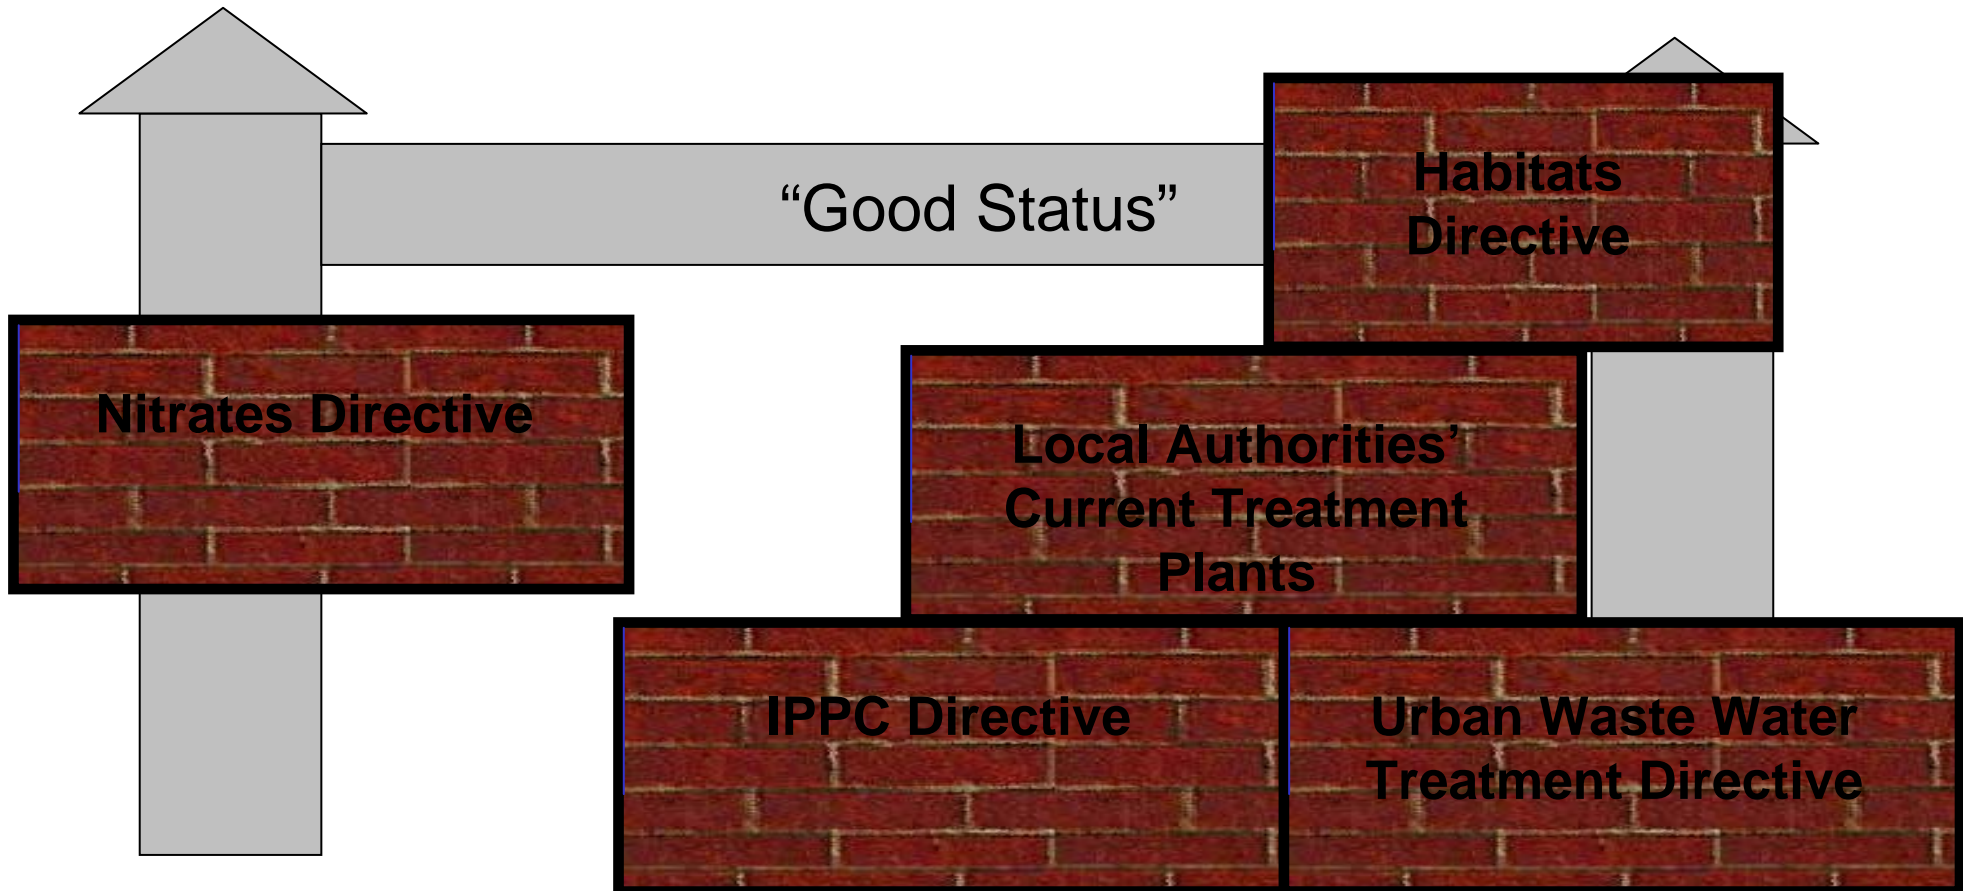 “Good Status”
Habitats
Directive
Nitrates Directive
Local Authorities’
Current Treatment
Plants
IPPC Directive
Urban Waste Water
Treatment Directive